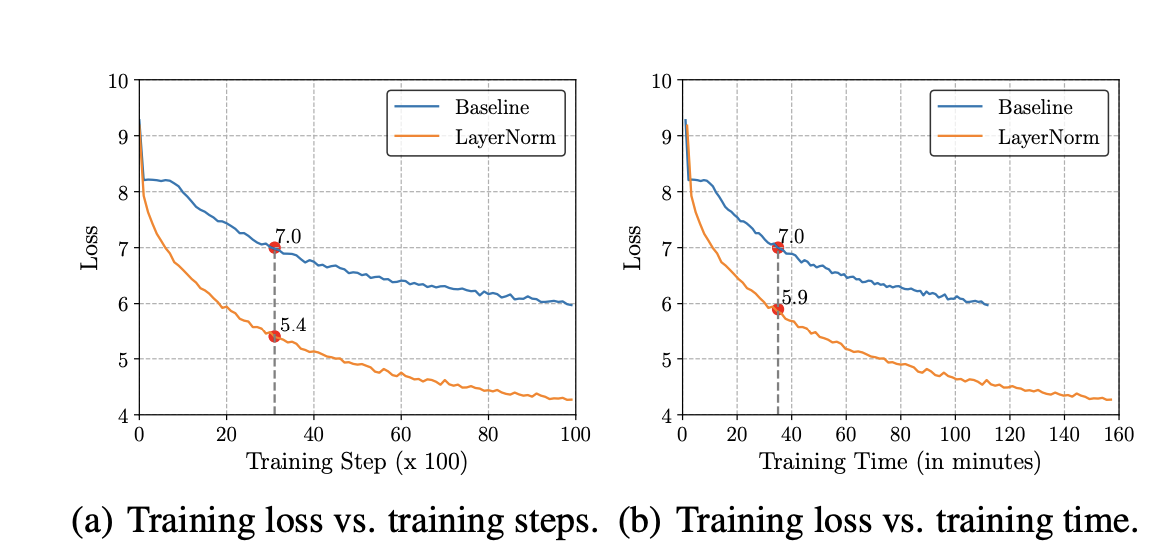 10
9
8
7
6
5
4
Loss
Baseline
LayerNorm
7.0
5.4
0 20 40 60 80 100
Training Step (x 100)
(a) Training loss vs. training steps.
10
9
8
7
6
5
4
Loss
Baseline
LayerNorm
7.0
5.9
0 20 40 60 80 100 120 140 160
Training Time (in minutes)
(b) Training loss vs. training time.